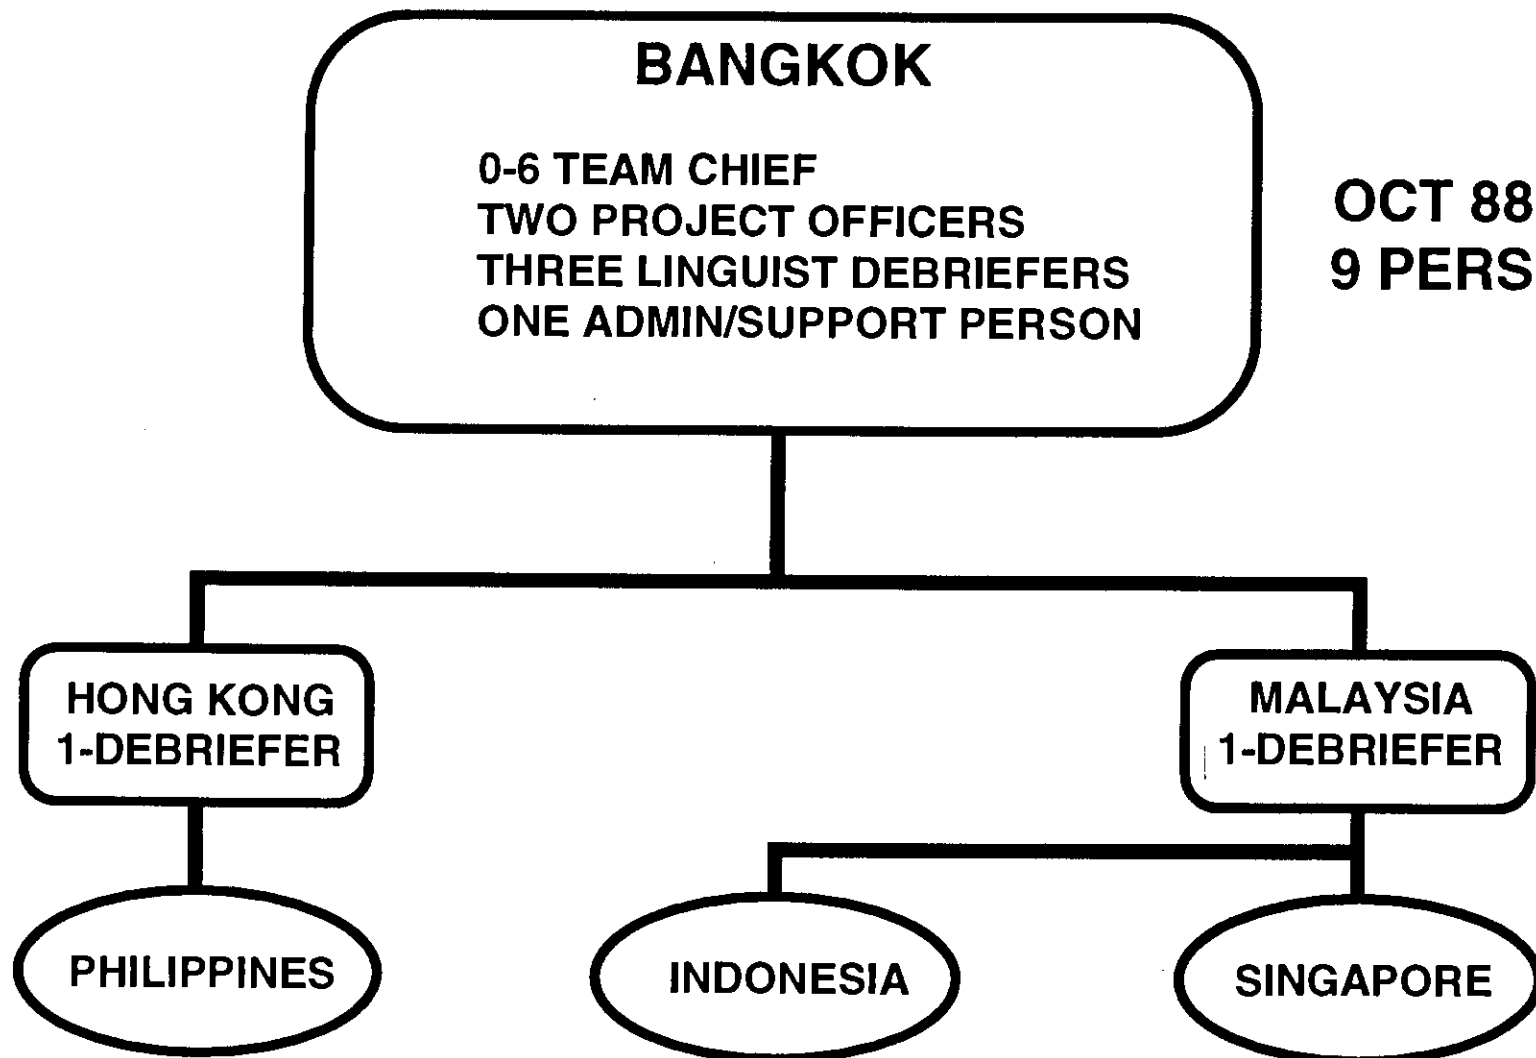 BANGKOK
0-6 TEAM CHIEF
TWO PROJECT OFFICERS
THREE LINGUIST DEBRIEFERS
ONE ADMIN/SUPPORT PERSON
OCT 88
9 PERS
HONG KONG
1-DEBRIEFER
MALAYSIA
1-DEBRIEFER
PHILIPPINES
INDONESIA
SINGAPORE